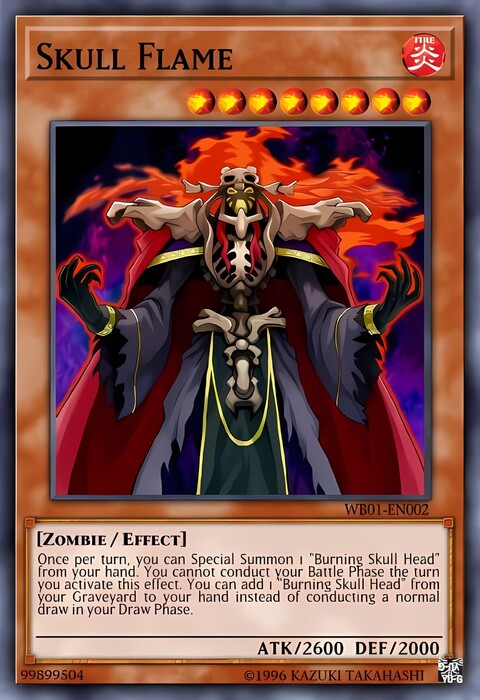 SKULL FLAME
FIRE
炎
WB01-EN002
[ZOMBIE / EFFECT]
Once per turn, you can Special Summon 1 "Burning Skull Head"
from your hand. You cannot conduct your Battle Phase the turn
you activate this effect. You can add 1 "Burning Skull Head" from
your Graveyard to your hand instead of conducting a normal
draw in your Draw Phase.
ATK/2600 DEF/2000
99899504
©1996 KAZUKI TAKAHASHI